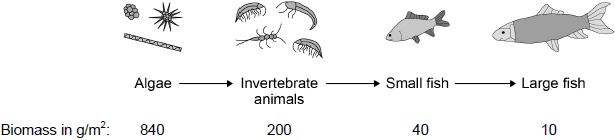 Algae Invertebrate animals Small fish Large fish
Biomass in g/m²: 840 200 40 10